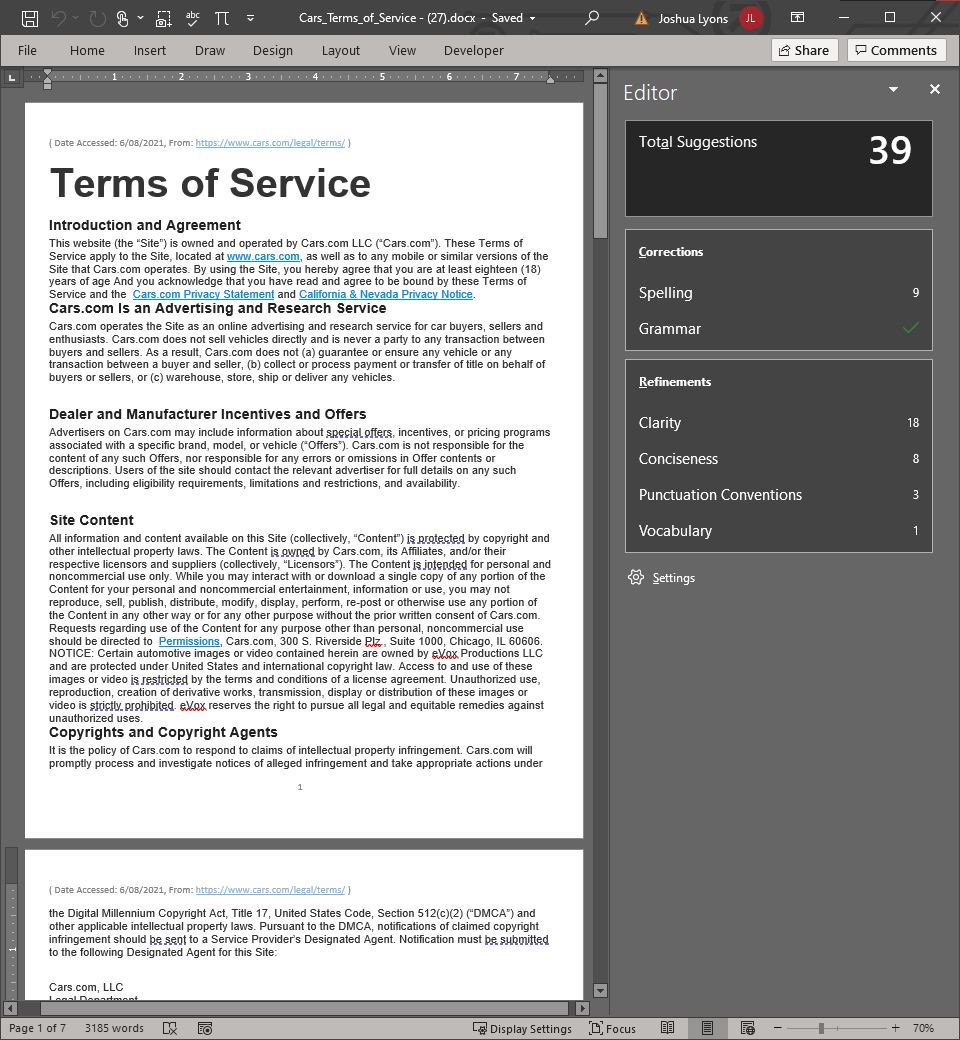 abc
Cars_Terms_of_Service - (27).docx - Saved
Joshua Lyons JL
File Home Insert Draw Design Layout View Developer Share Comments
L 1 2 3 4 5 6 7
Editor
Total Suggestions 39
Corrections
Spelling 9
Grammar
Refinements
Clarity 18
Conciseness 8
Punctuation Conventions 3
Vocabulary 1
Settings
( Date Accessed: 6/08/2021, From: https://www.cars.com/legal/terms/ )
Terms of Service
Introduction and Agreement
This website (the “Site”) is owned and operated by Cars.com LLC (“Cars.com”). These Terms of
Service apply to the Site, located at www.cars.com, as well as to any mobile or similar versions of the
Site that Cars.com operates. By using the Site, you hereby agree that you are at least eighteen (18)
years of age And you acknowledge that you have read and agree to be bound by these Terms of
Service and the Cars.com Privacy Statement and California & Nevada Privacy Notice.
Cars.com Is an Advertising and Research Service
Cars.com operates the Site as an online advertising and research service for car buyers, sellers and
enthusiasts. Cars.com does not sell vehicles directly and is never a party to any transaction between
buyers and sellers. As a result, Cars.com does not (a) guarantee or ensure any vehicle or any
transaction between a buyer and seller, (b) collect or process payment or transfer of title on behalf of
buyers or sellers, or (c) warehouse, store, ship or deliver any vehicles.
Dealer and Manufacturer Incentives and Offers
Advertisers on Cars.com may include information about special offers, incentives, or pricing programs
associated with a specific brand, model, or vehicle (“Offers”). Cars.com is not responsible for the
content of any such Offers, nor responsible for any errors or omissions in Offer contents or
descriptions. Users of the site should contact the relevant advertiser for full details on any such
Offers, including eligibility requirements, limitations and restrictions, and availability.
Site Content
All information and content available on this Site (collectively, “Content”) is protected by copyright and
other intellectual property laws. The Content is owned by Cars.com, its Affiliates, and/or their
respective licensors and suppliers (collectively, “Licensors”). The Content is intended for personal and
noncommercial use only. While you may interact with or download a single copy of any portion of the
Content for your personal and noncommercial entertainment, information or use, you may not
reproduce, sell, publish, distribute, modify, display, perform, re-post or otherwise use any portion of
the Content in any other way or for any other purpose without the prior written consent of Cars.com.
Requests regarding use of the Content for any purpose other than personal, noncommercial use
should be directed to Permissions, Cars.com, 300 S. Riverside Plz., Suite 1000, Chicago, IL 60606.
NOTICE: Certain automotive images or video contained herein are owned by eVox Productions LLC
and are protected under United States and international copyright law. Access to and use of these
images or video is restricted by the terms and conditions of a license agreement. Unauthorized use,
reproduction, creation of derivative works, transmission, display or distribution of these images or
video is strictly prohibited. eVox reserves the right to pursue all legal and equitable remedies against
unauthorized uses.
Copyrights and Copyright Agents
It is the policy of Cars.com to respond to claims of intellectual property infringement. Cars.com will
promptly process and investigate notices of alleged infringement and take appropriate actions under
1
( Date Accessed: 6/08/2021, From: https://www.cars.com/legal/terms/ )
the Digital Millennium Copyright Act, Title 17, United States Code, Section 512(c)(2) (“DMCA”) and
other applicable intellectual property laws. Pursuant to the DMCA, notifications of claimed copyright
infringement should be sent to a Service Provider’s Designated Agent. Notification must be submitted
to the following Designated Agent for this Site:
1
Cars.com, LLC
Legal Department
Page 1 of 7 3185 words Display Settings Focus 70%